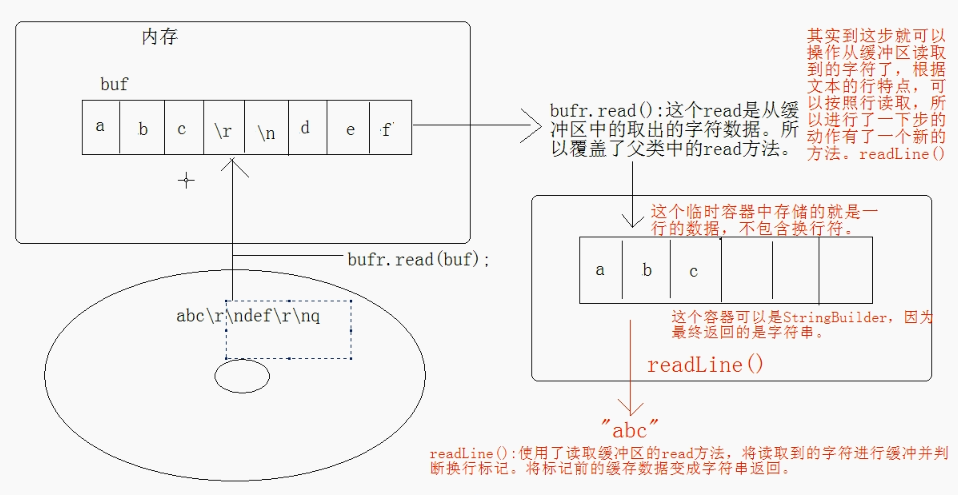 内存
buf
a b c \r \n d e f
bufr.read(buf);
abc\r\ndef\r\nq
bufr.read():这个read是从缓
冲区中的取出的字符数据。所
以覆盖了父类中的read方法。
其实到这步就可以
操作从缓冲区读取
到的字符了，根据
文本的行特点，可
以按照行读取，所
以进行了一下步的
动作有了一个新的
方法。readLine()
这个临时容器中存储的就是一
行的数据，不包含换行符。
a b c
这个容器可以是StringBuilder，因为
最终返回的是字符串。
readLine()
"abc"
readLine():使用了读取缓冲区的read方法，将读取到的字符进行缓冲并判
断换行标记。将标记前的缓存数据变成字符串返回。